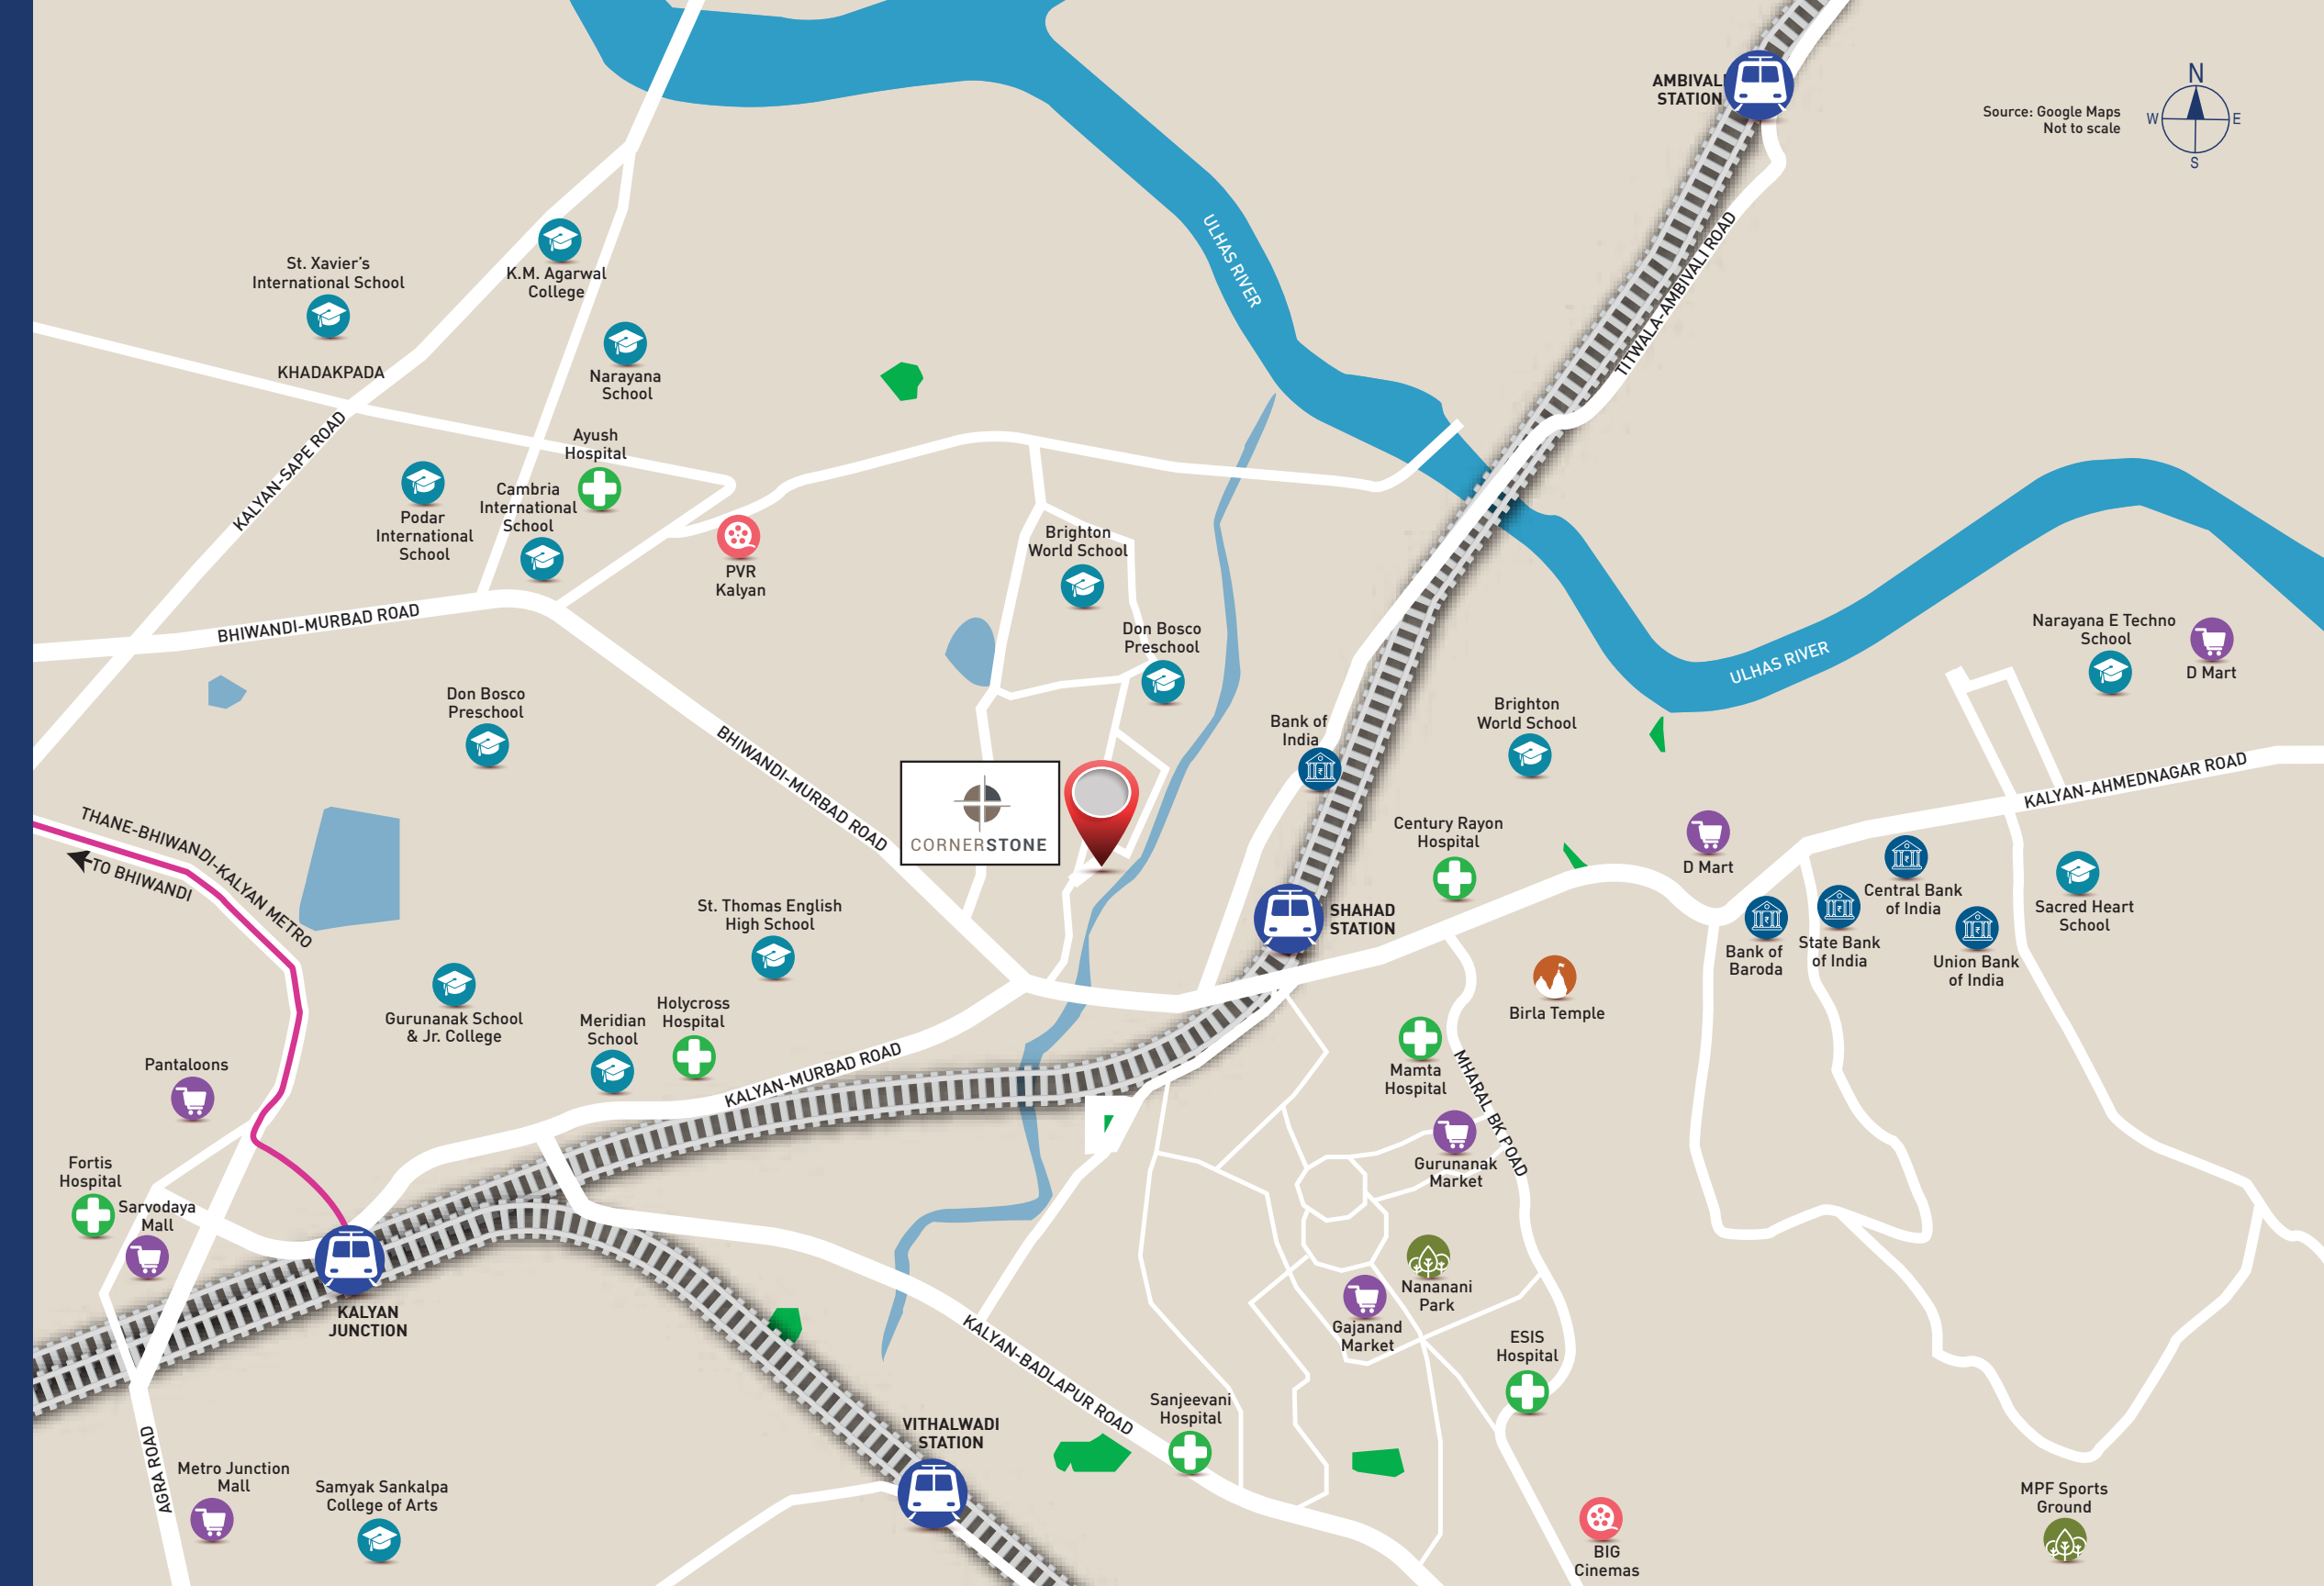 AMBIVALI
STATION
Source: Google Maps
Not to scale
N
W
E
S
ULHAS RIVER
TITWALA-AMBIVALI ROAD
St. Xavier's
International School
K.M. Agarwal
College
KHADAKPADA
Narayana
School
KALYAN-SAPE ROAD
Ayush
Hospital
Podar
International
School
Cambria
International
School
PVR
Kalyan
Brighton
World School
BHIWANDI-MURBAD ROAD
Don Bosco
Preschool
Don Bosco
Preschool
Bank of
India
Brighton
World School
ULHAS RIVER
Narayana E Techno
School
D Mart
BHIWANDI-MURBAD ROAD
CORNERSTONE
KALYAN-AHMEDNAGAR ROAD
Century Rayon
Hospital
D Mart
THANE-BHIWANDI-KALYAN METRO
TO BHIWANDI
St. Thomas English
High School
SHAHAD
STATION
Central Bank
of India
Sacred Heart
School
Bank of
Baroda
State Bank
of India
Union Bank
of India
Gurunanak School
& Jr. College
Meridian
School
Holycross
Hospital
Birla Temple
KALYAN-MURBAD ROAD
Pantaloons
Mamta
Hospital
MHARAL BK ROAD
Gurunanak
Market
Fortis
Hospital
Sarvodaya
Mall
KALYAN
JUNCTION
Nananani
Park
Gajanand
Market
ESIS
Hospital
KALYAN-BADLAPUR ROAD
Sanjeevani
Hospital
VITHALWADI
STATION
AGRA ROAD
Metro Junction
Mall
Samyak Sankalpa
College of Arts
BIG
Cinemas
MPF Sports
Ground